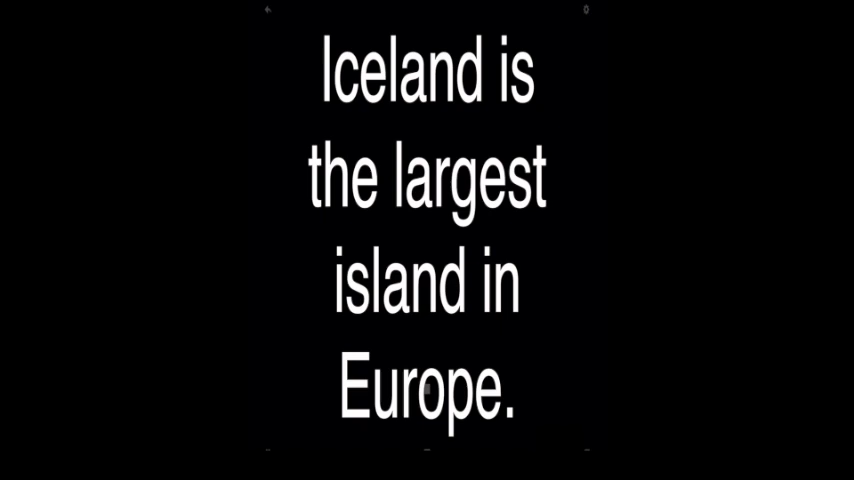 Iceland is
the largest
island in
Europe.